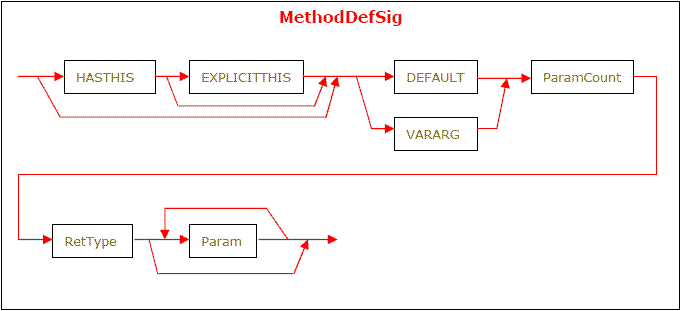 MethodDefSig
HASTHIS EXPLICITTHIS DEFAULT ParamCount
VARARG
RetType Param